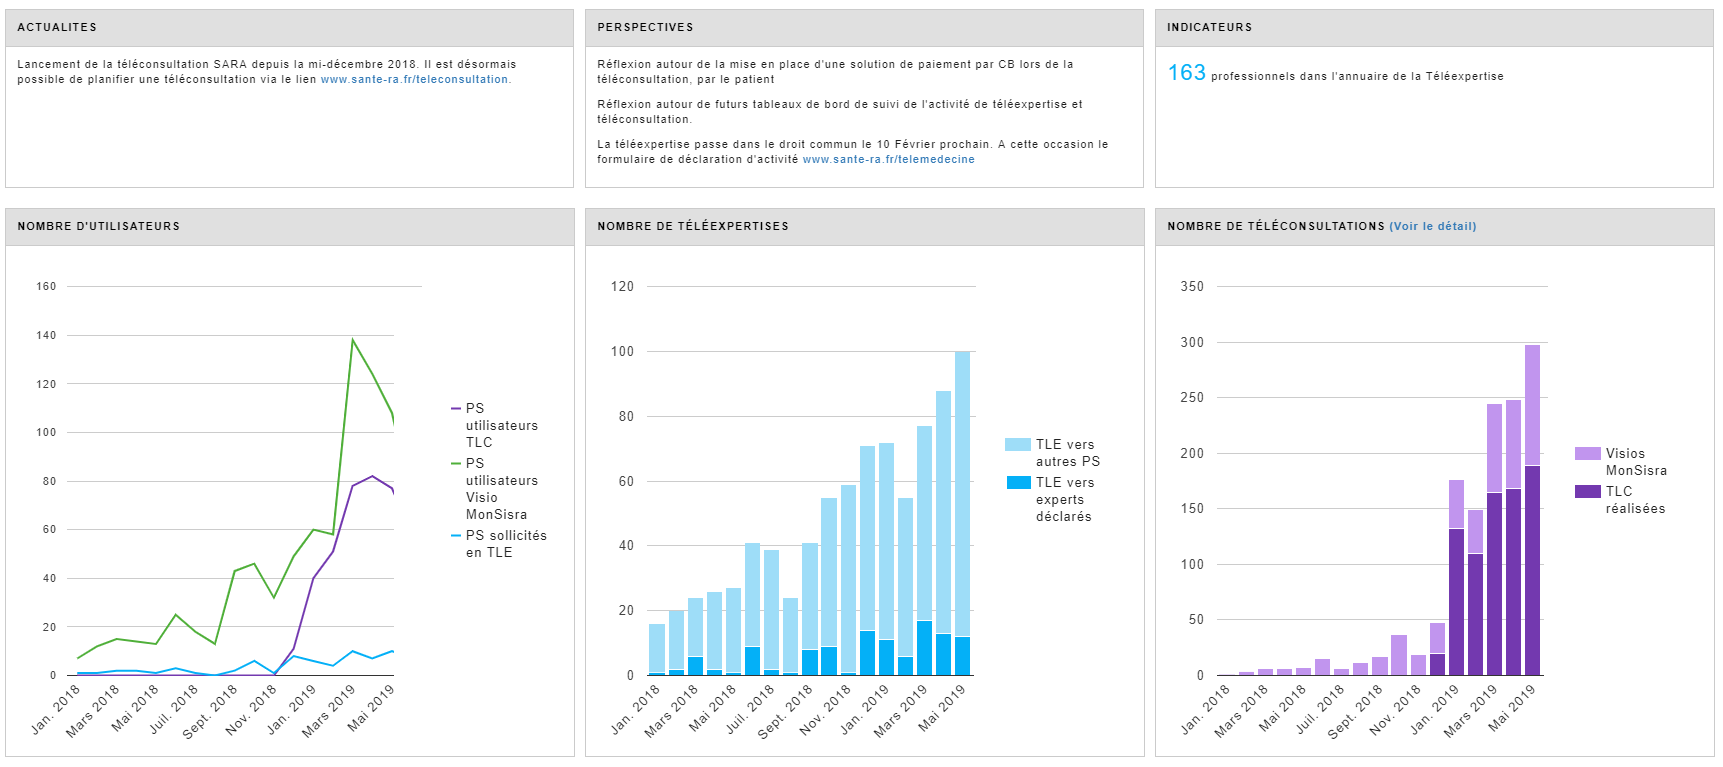 ACTUALITES
Lancement de la téléconsultation SARA depuis la mi-décembre 2018. Il est désormais
possible de planifier une téléconsultation via le lien www.sante-ra.fr/teleconsultation.
PERSPECTIVES
Réflexion autour de la mise en place d'une solution de paiement par CB lors de la
téléconsultation, par le patient
Réflexion autour de futurs tableaux de bord de suivi de l'activité de téléexpertise et
téléconsultation.
La téléexpertise passe dans le droit commun le 10 Février prochain. A cette occasion le
formulaire de déclaration d'activité www.sante-ra.fr/telemedecine
INDICATEURS
163 professionnels dans l'annuaire de la Téléexpertise
NOMBRE D'UTILISATEURS
160
140
120
100
80
60
40
20
0
Jan. 2018
Mars 2018
Mai 2018
Juil. 2018
Sept. 2018
Nov. 2018
Jan. 2019
Mars 2019
Mai 2019
PS
utilisateurs
TLC
PS
utilisateurs
Visio
MonSisra
PS sollicités
en TLE
NOMBRE DE TÉLÉEXPERTISES
120
100
80
60
40
20
0
Jan. 2018
Mars 2018
Mai 2018
Juil. 2018
Sept. 2018
Nov. 2018
Jan. 2019
Mars 2019
Mai 2019
TLE vers
autres PS
TLE vers
experts
déclarés
NOMBRE DE TÉLÉCONSULTATIONS (Voir le détail)
350
300
250
200
150
100
50
0
Jan. 2018
Mars 2018
Mai 2018
Juil. 2018
Sept. 2018
Nov. 2018
Jan. 2019
Mars 2019
Mai 2019
Visios
MonSisra
TLC
réalisées